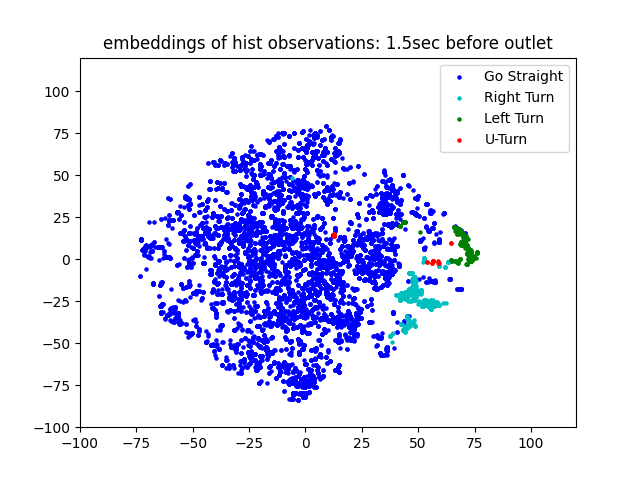 embeddings of hist observations: 1.5sec before outlet
Go Straight
Right Turn
Left Turn
U-Turn
100
75
50
25
0
−25
−50
−75
−100
−100 −75 −50 −25 0 25 50 75 100